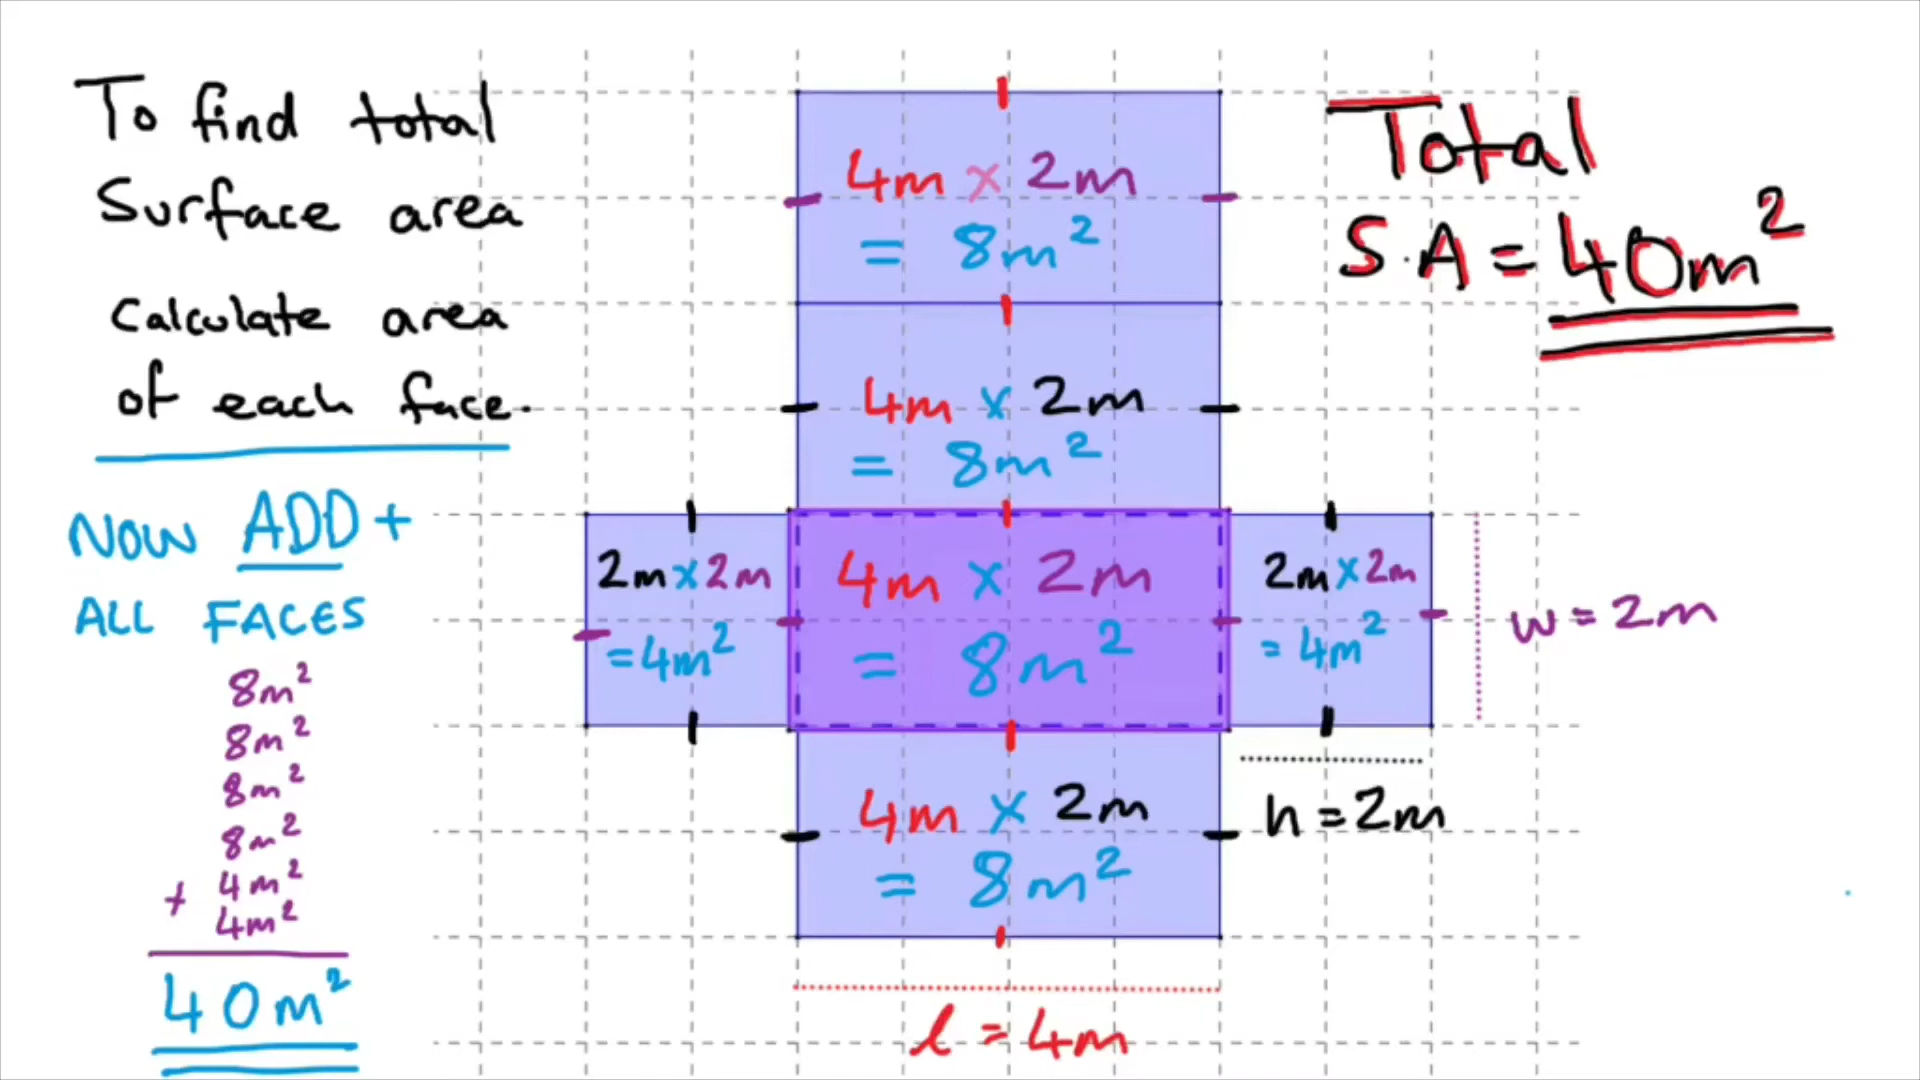 To find total
Surface area
Calculate area
of each face.
NOW ADD +
ALL FACES
8m²
8m²
8m²
8m²
+ 4m²
4m²
40m²
4m x 2m
= 8m²
4m x 2m
= 8m²
2m x 2m
= 4m²
4m x 2m
= 8m²
2m x 2m
= 4m²
4m x 2m
= 8m²
l = 4m
Total
S.A = 40m²
w = 2m
h = 2m